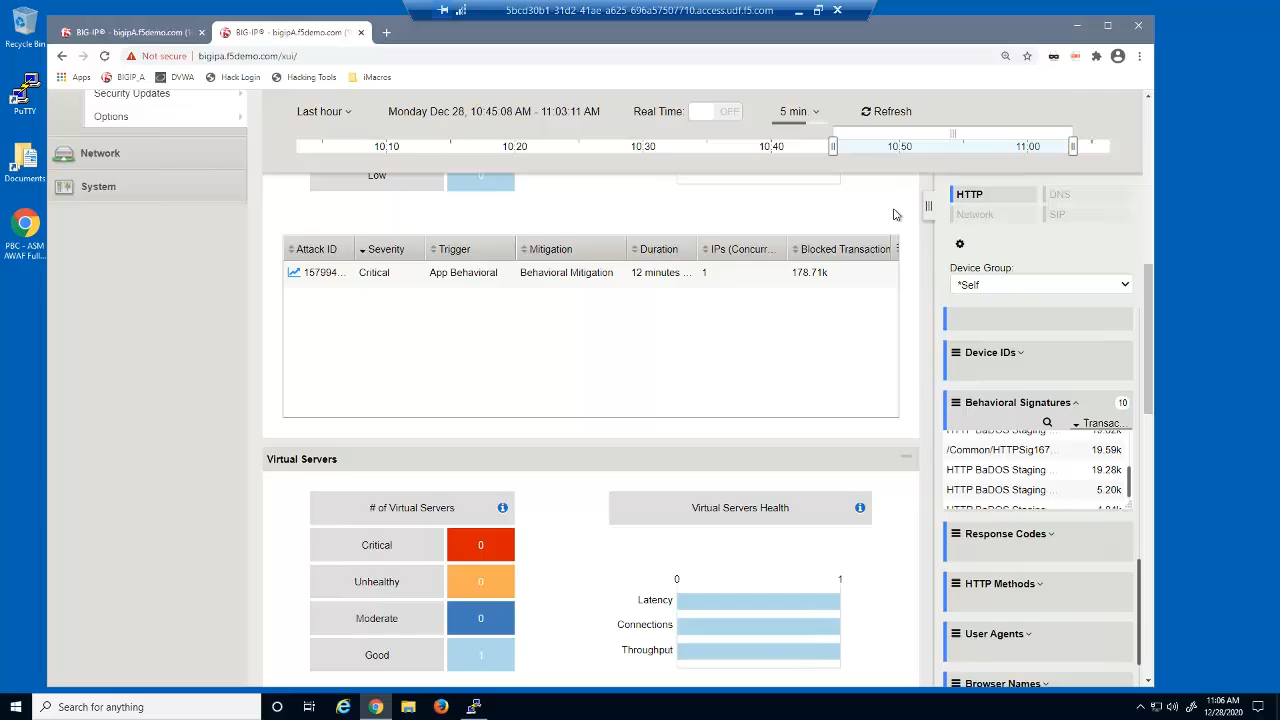 5bcd30b1-31d2-41ae-a625-696a57507710.access.udf.f5.com
Recycle Bin
PuTTY
Documents
PBC - ASM
AWAF Full...
BIG-IP® - bigipA.f5demo.com (
BIG-IP® - bigipA.f5demo.com (
Not secure
bigipa.f5demo.com/xui/
Apps
BIGIP_A
DVWA
Hack Login
Hacking Tools
iMacros
Security Updates
Options
Network
System
Last hour
Monday Dec 28, 10:45:08 AM - 11:03:11 AM
Real Time:
OFF
5 min.
Refresh
10:10
10:20
10:30
10:40
10:50
11:00
Low
0
Attack ID
Severity
Trigger
Mitigation
Duration
IPs (Concurr...
Blocked Transaction
157994...
Critical
App Behavioral
Behavioral Mitigation
12 minutes ...
1
178.71k
Virtual Servers
# of Virtual Servers
Critical
0
Unhealthy
0
Moderate
0
Good
1
Virtual Servers Health
0
1
Latency
Connections
Throughput
HTTP
DNS
Network
SIP
Device Group:
*Self
Device IDs
Behavioral Signatures
10
Transac...
HTTP BaDOS Staging ...
/Common/HTTPSig167...
19.59k
HTTP BaDOS Staging ...
19.28k
HTTP BaDOS Staging ...
5.20k
HTTP BaDOS Staging ...
Response Codes
HTTP Methods
User Agents
Browser Names
Search for anything
11:06 AM
12/28/2020